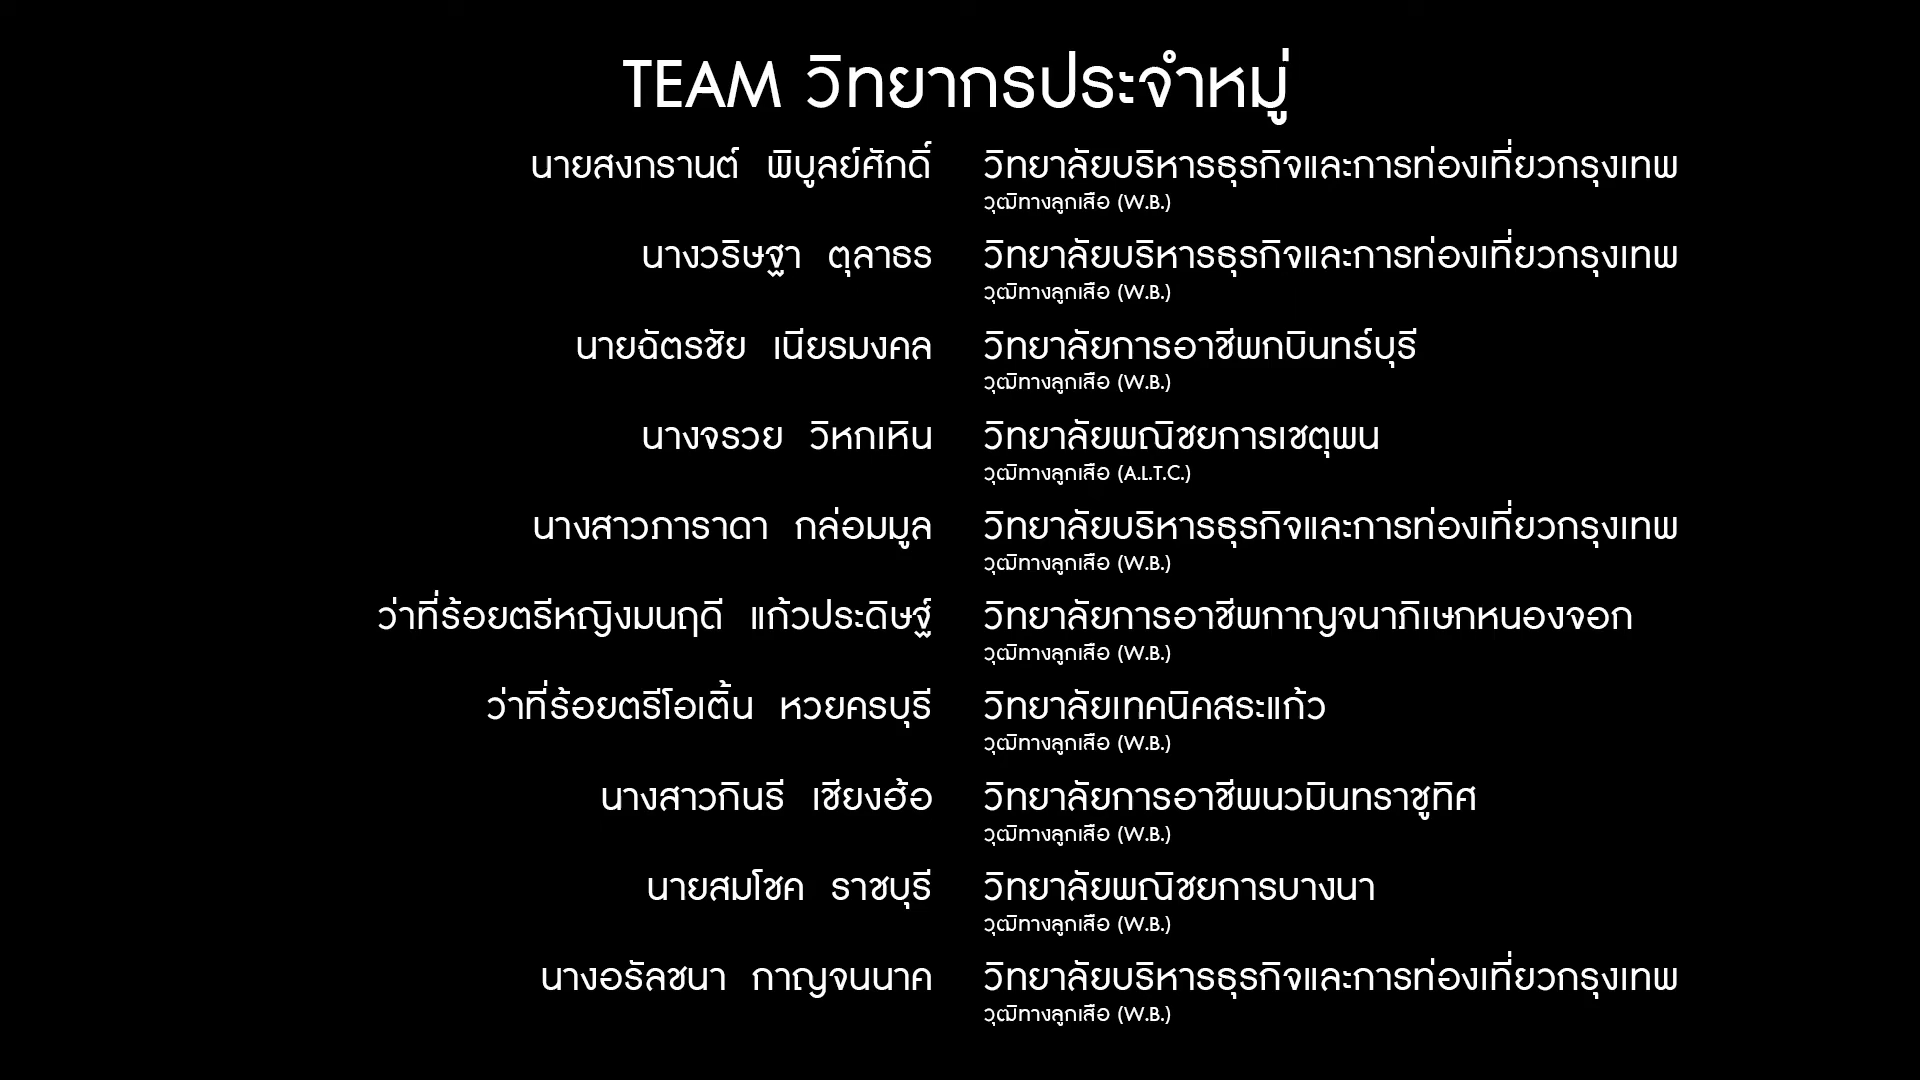 TEAM วิทยากรประจำหมู่
นายสงกรานต์ พิบูลย์ศักดิ์ วิทยาลัยบริหารธุรกิจและการท่องเที่ยวกรุงเทพ
วุฒิทางลูกเสือ (W.B.)
นางวริษฐา ตุลาธร วิทยาลัยบริหารธุรกิจและการท่องเที่ยวกรุงเทพ
วุฒิทางลูกเสือ (W.B.)
นายฉัตรชัย เนียรมงคล วิทยาลัยการอาชีพกบินทร์บุรี
วุฒิทางลูกเสือ (W.B.)
นางจรวย วิหกเหิน วิทยาลัยพณิชยการเชตุพน
วุฒิทางลูกเสือ (A.L.T.C.)
นางสาวภาราดา กล่อมมูล วิทยาลัยบริหารธุรกิจและการท่องเที่ยวกรุงเทพ
วุฒิทางลูกเสือ (W.B.)
ว่าที่ร้อยตรีหญิงมนฤดี แก้วประดิษฐ์ วิทยาลัยการอาชีพกาญจนาภิเษกหนองจอก
วุฒิทางลูกเสือ (W.B.)
ว่าที่ร้อยตรีโอเติ้น หวยครบุรี วิทยาลัยเทคนิคสระแก้ว
วุฒิทางลูกเสือ (W.B.)
นางสาวกินรี เชียงฮ้อ วิทยาลัยการอาชีพนวมินทราชูทิศ
วุฒิทางลูกเสือ (W.B.)
นายสมโชค ราชบุรี วิทยาลัยพณิชยการบางนา
วุฒิทางลูกเสือ (W.B.)
นางอรัลชนา กาญจนนาค วิทยาลัยบริหารธุรกิจและการท่องเที่ยวกรุงเทพ
วุฒิทางลูกเสือ (W.B.)